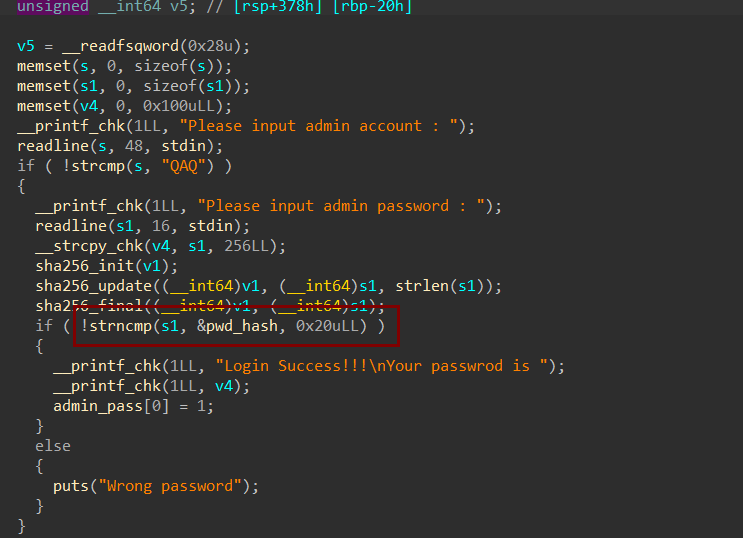 unsigned __int64 v5; // [rsp+378h] [rbp-20h]
v5 = __readfsqword(0x28u);
memset(s, 0, sizeof(s));
memset(s1, 0, sizeof(s1));
memset(v4, 0, 0x100uLL);
__printf_chk(1LL, "Please input admin account : ");
readline(s, 48, stdin);
if ( !strcmp(s, "QAQ") )
{
__printf_chk(1LL, "Please input admin password : ");
readline(s1, 16, stdin);
__strcpy_chk(v4, s1, 256LL);
sha256_init(v1);
sha256_update((__int64)v1, (__int64)s1, strlen(s1));
sha256_final((__int64)v1, (__int64)s1);
if ( !strncmp(s1, &pwd_hash, 0x20uLL) )
{
__printf_chk(1LL, "Login Success!!!\nYour passwrod is ");
__printf_chk(1LL, v4);
admin_pass[0] = 1;
}
else
{
puts("Wrong password");
}
}